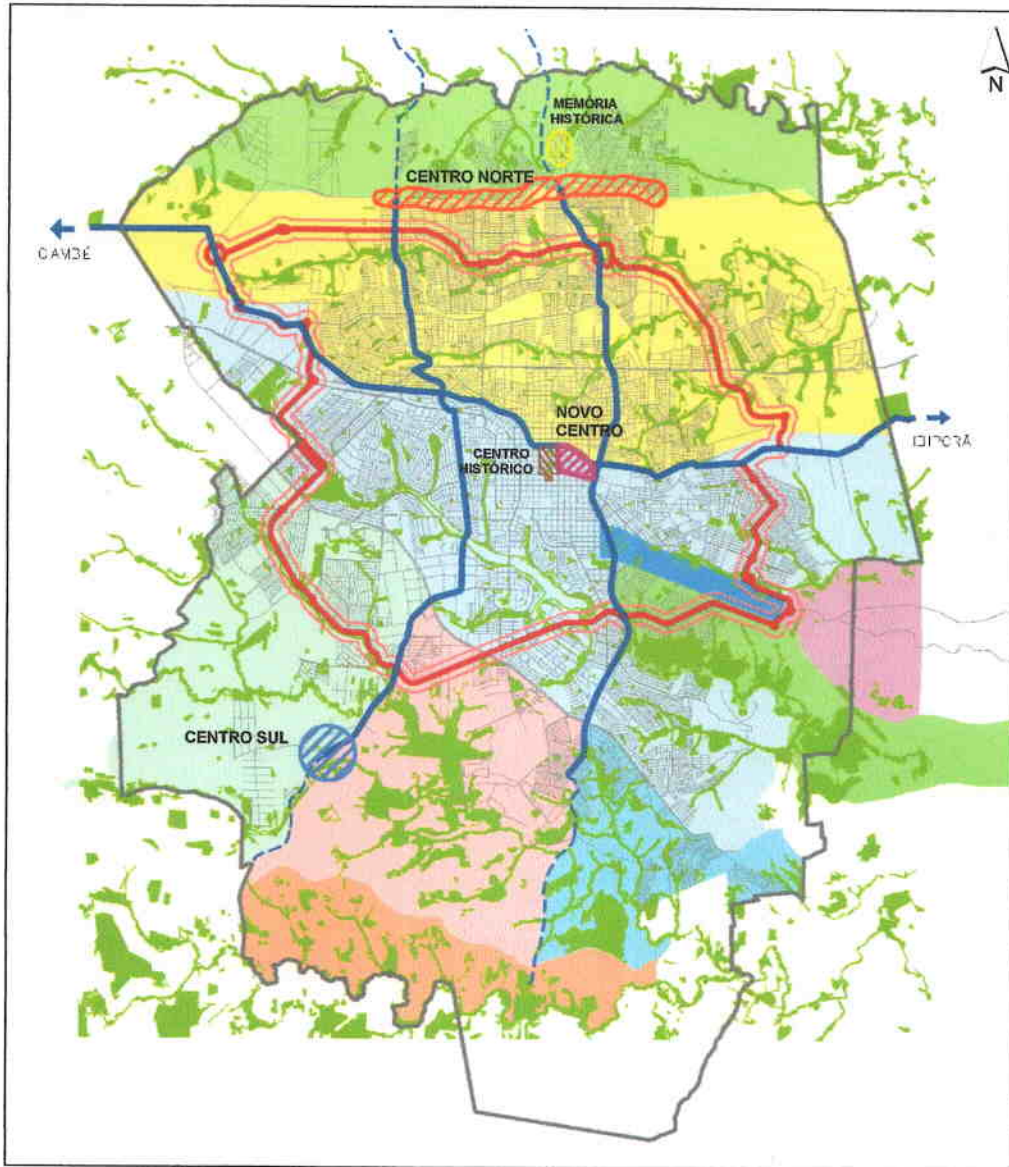 N
MEMÓRIA
HISTÓRICA
CENTRO NORTE
CAMBÉ
NOVO
CENTRO
CENTRO
HISTÓRICO
IBIPORÃ
CENTRO SUL